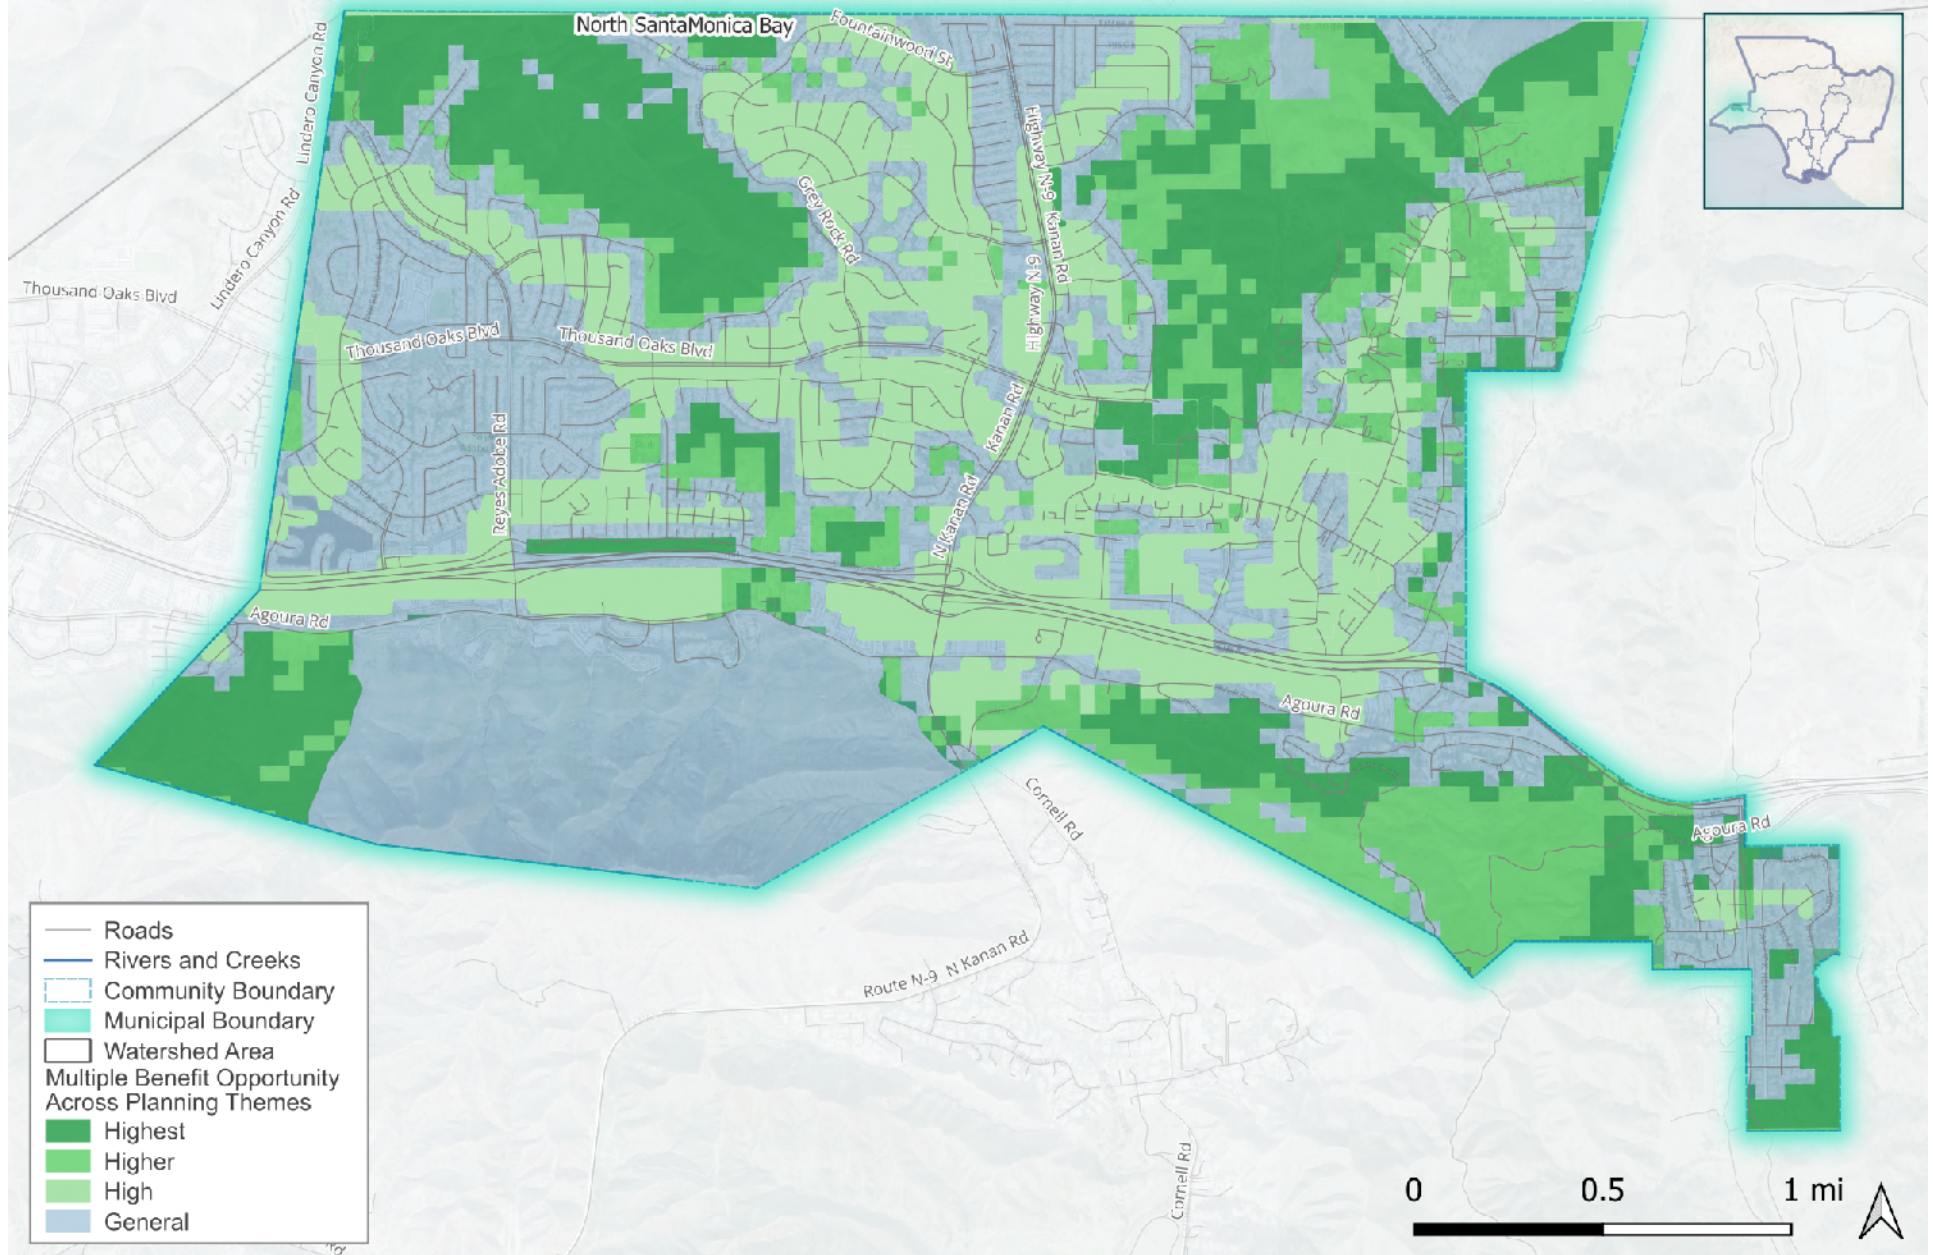 North SantaMonica Bay
Fountainwood St
Lindero Canyon Rd
Highway N-9 Kanan Rd
Grey Rock Rd
Lindero Canyon Rd
Thousand Oaks Blvd
Highway N-9
Thousand Oaks Blvd
Thousand Oaks Blvd
Kanan Rd
Reyes Adobe Rd
N Kanan Rd
Agoura Rd
Agoura Rd
Cornell Rd
Agoura Rd
Route N-9 N Kanan Rd
Cornell Rd
Roads
Rivers and Creeks
Community Boundary
Municipal Boundary
Watershed Area
Multiple Benefit Opportunity
Across Planning Themes
Highest
Higher
High
General
Rd
0 0.5 1 mi